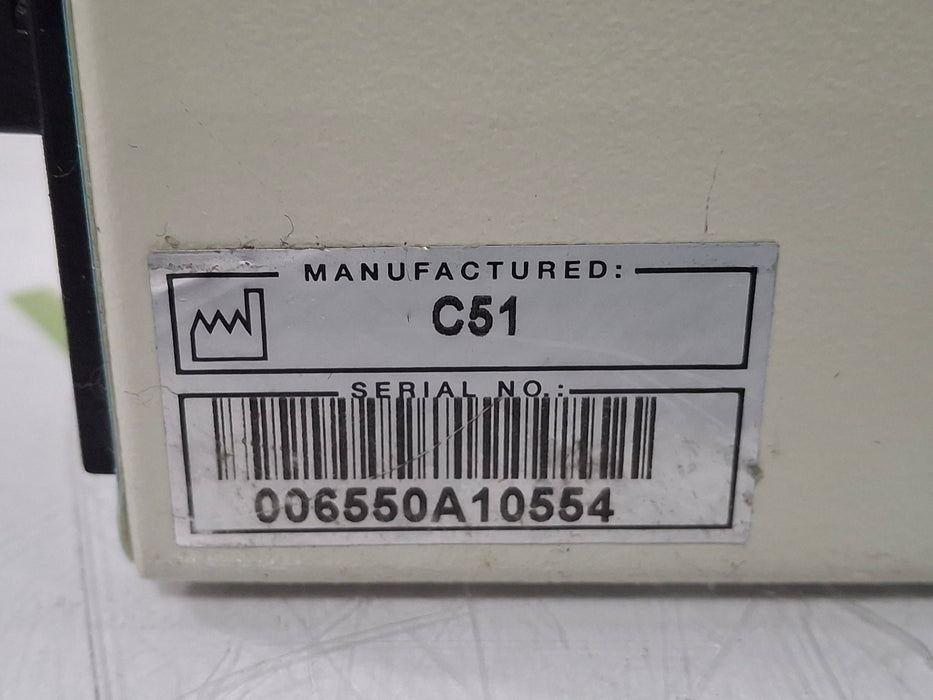 MANUFACTURED:
C51
SERIAL NO.:
006550A10554